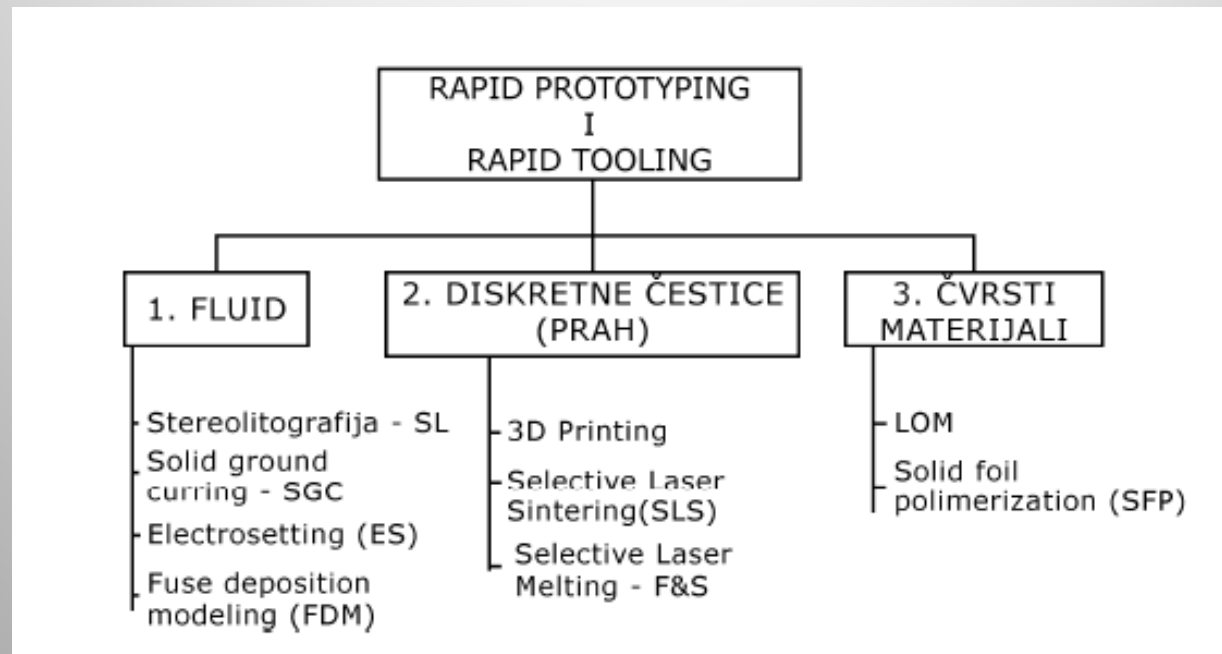 RAPID PROTOTYPING
I
RAPID TOOLING
1. FLUID
Stereolitografija - SL
Solid ground
curring - SGC
Electrosetting (ES)
Fuse deposition
modeling (FDM)
2. DISKRETNE ČESTICE
(PRAH)
3D Printing
Selective Laser
Sintering(SLS)
Selective Laser
Melting - F&S
3. ČVRSTI
MATERIJALI
LOM
Solid foil
polimerization (SFP)